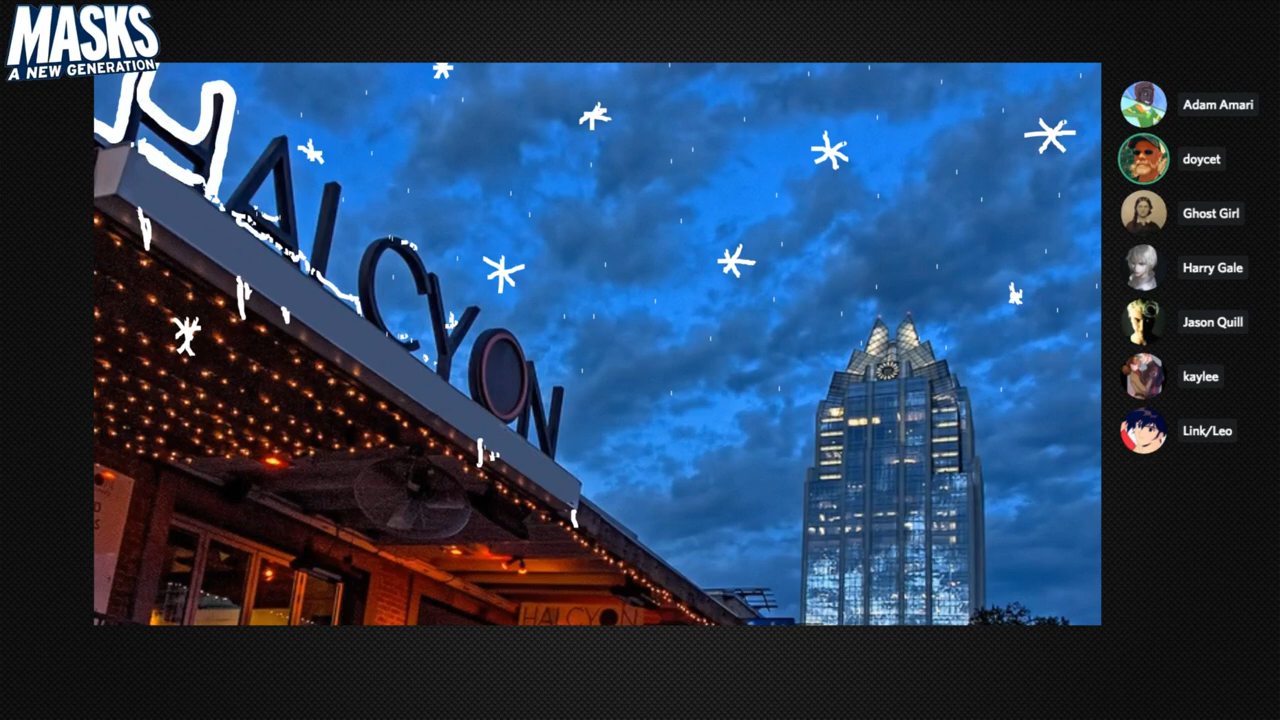 MASKS
A NEW GENERATION
HALCYON
HALCYON
Adam Amari
doycet
Ghost Girl
Harry Gale
Jason Quill
kaylee
Link/Leo